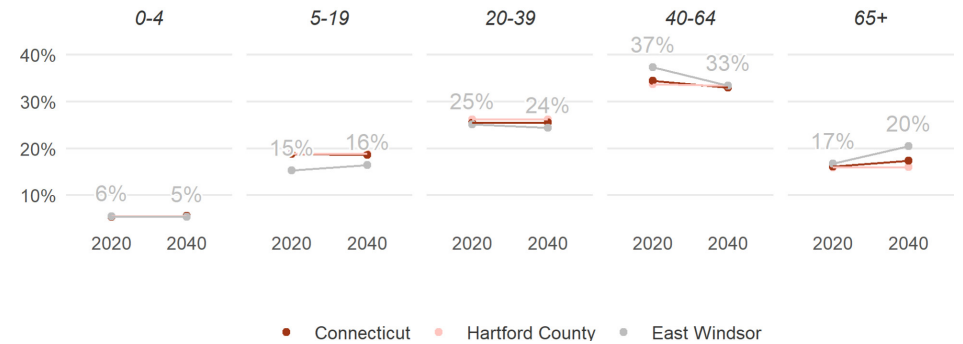 0-4 5-19 20-39 40-64 65+
40%
30%
20%
10%
6% 5% 15% 16% 25% 24% 37% 33% 17% 20%
2020 2040 2020 2040 2020 2040 2020 2040 2020 2040
Connecticut Hartford County East Windsor